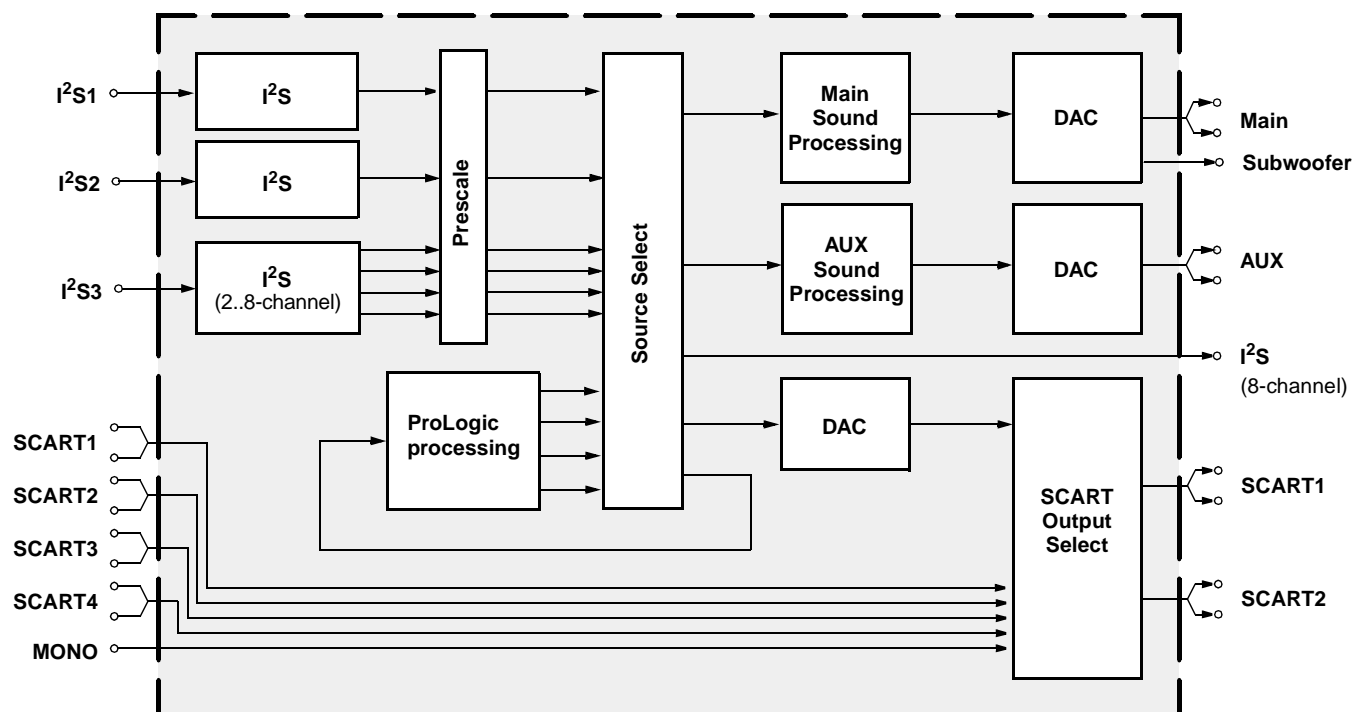 I²S1
I²S2
I²S3
SCART1
SCART2
SCART3
SCART4
MONO
I²S
I²S
I²S
(2..8-channel)
Prescale
ProLogic
processing
Source Select
Main
Sound
Processing
AUX
Sound
Processing
DAC
DAC
DAC
SCART
Output
Select
Main
Subwoofer
AUX
I²S
(8-channel)
SCART1
SCART2